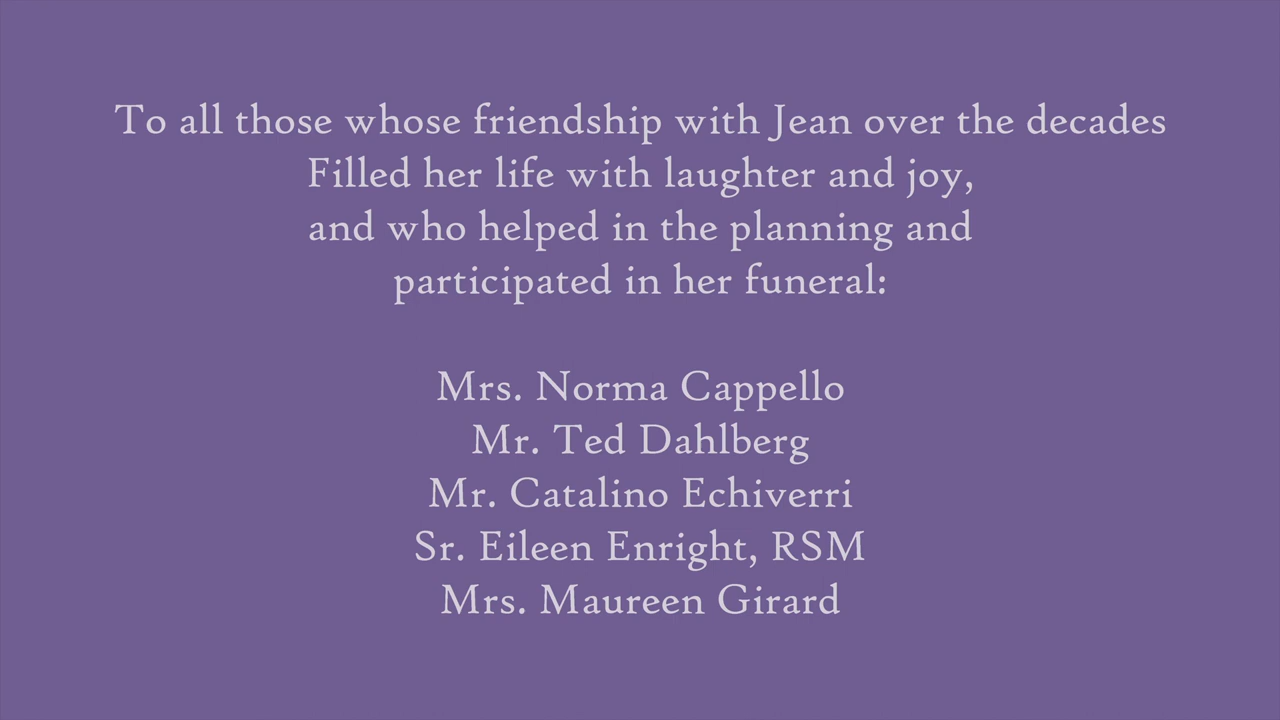 To all those whose friendship with Jean over the decades
Filled her life with laughter and joy,
and who helped in the planning and
participated in her funeral:
Mrs. Norma Cappello
Mr. Ted Dahlberg
Mr. Catalino Echiverri
Sr. Eileen Enright, RSM
Mrs. Maureen Girard